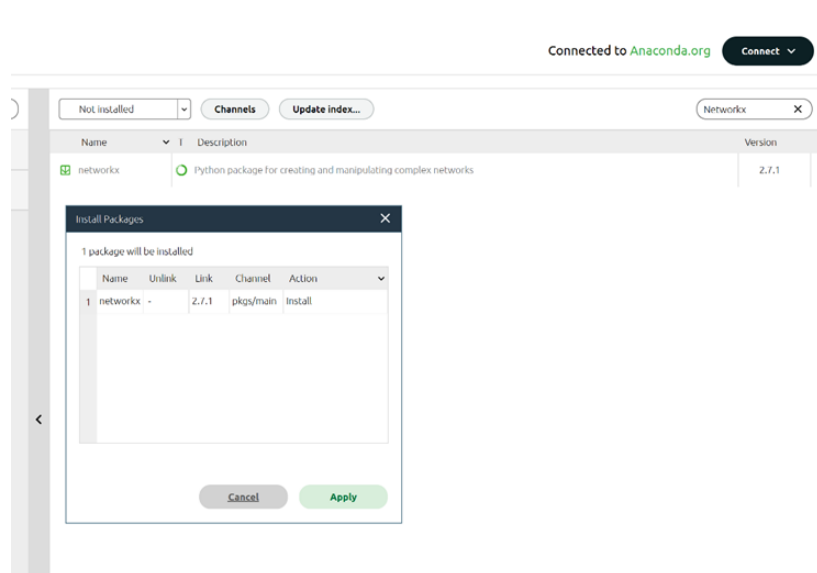 Connected to Anaconda.org Connect
Not installed Channels Update index... Networkx X
Name I Description Version
networkx Python package for creating and manipulating complex networks 2.7.1
Install Packages X
1 package will be installed
Name Unlink Link Channel Action
1 networkx - 2.7.1 pkgs/main Install
Cancel Apply